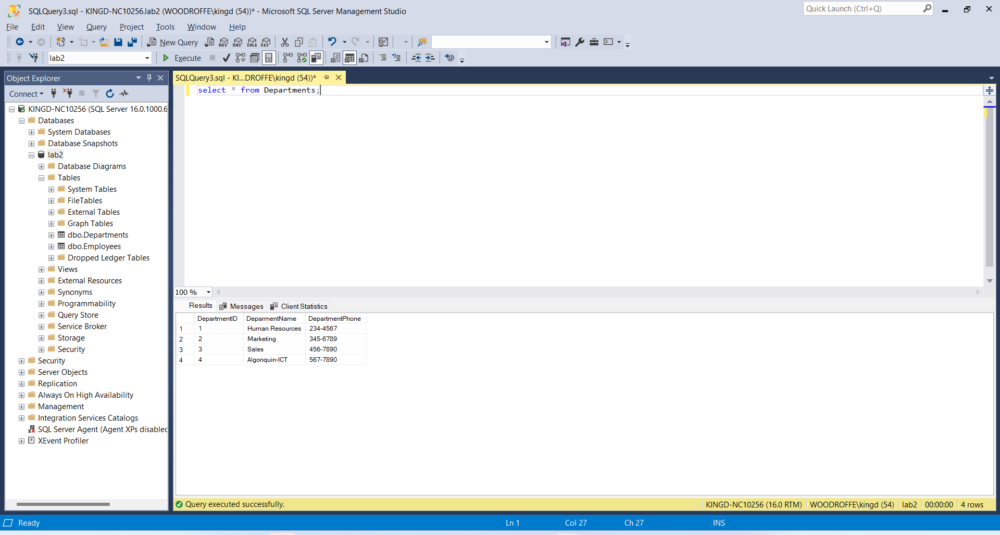 SQLQuery3.sql - KINGD-NC10256.lab2 (WOODROFFE\kingd (54))* - Microsoft SQL Server Management Studio
Quick Launch (Ctrl+Q)
File Edit View Query Project Tools Window Help
New Query MDX DMX XMLA DAX
lab2 Execute
Object Explorer
Connect
KINGD-NC10256 (SQL Server 16.0.1000.6
Databases
System Databases
Database Snapshots
lab2
Database Diagrams
Tables
System Tables
FileTables
External Tables
Graph Tables
dbo.Departments
dbo.Employees
Dropped Ledger Tables
Views
External Resources
Synonyms
Programmability
Query Store
Service Broker
Storage
Security
Security
Server Objects
Replication
Always On High Availability
Management
Integration Services Catalogs
SQL Server Agent (Agent XPs disabled
XEvent Profiler
SQLQuery3.sql - KI...DROFFE\kingd (54))*
select * from Departments;
100 %
Results Messages Client Statistics
DepartmentID DeparmentName DepartmentPhone
1 1 Human Resources 234-4567
2 2 Marketing 345-6789
3 3 Sales 456-7890
4 4 Algonquin-ICT 567-7890
Query executed successfully. KINGD-NC10256 (16.0 RTM) WOODROFFE\kingd (54) lab2 00:00:00 4 rows
Ready Ln 1 Col 27 Ch 27 INS